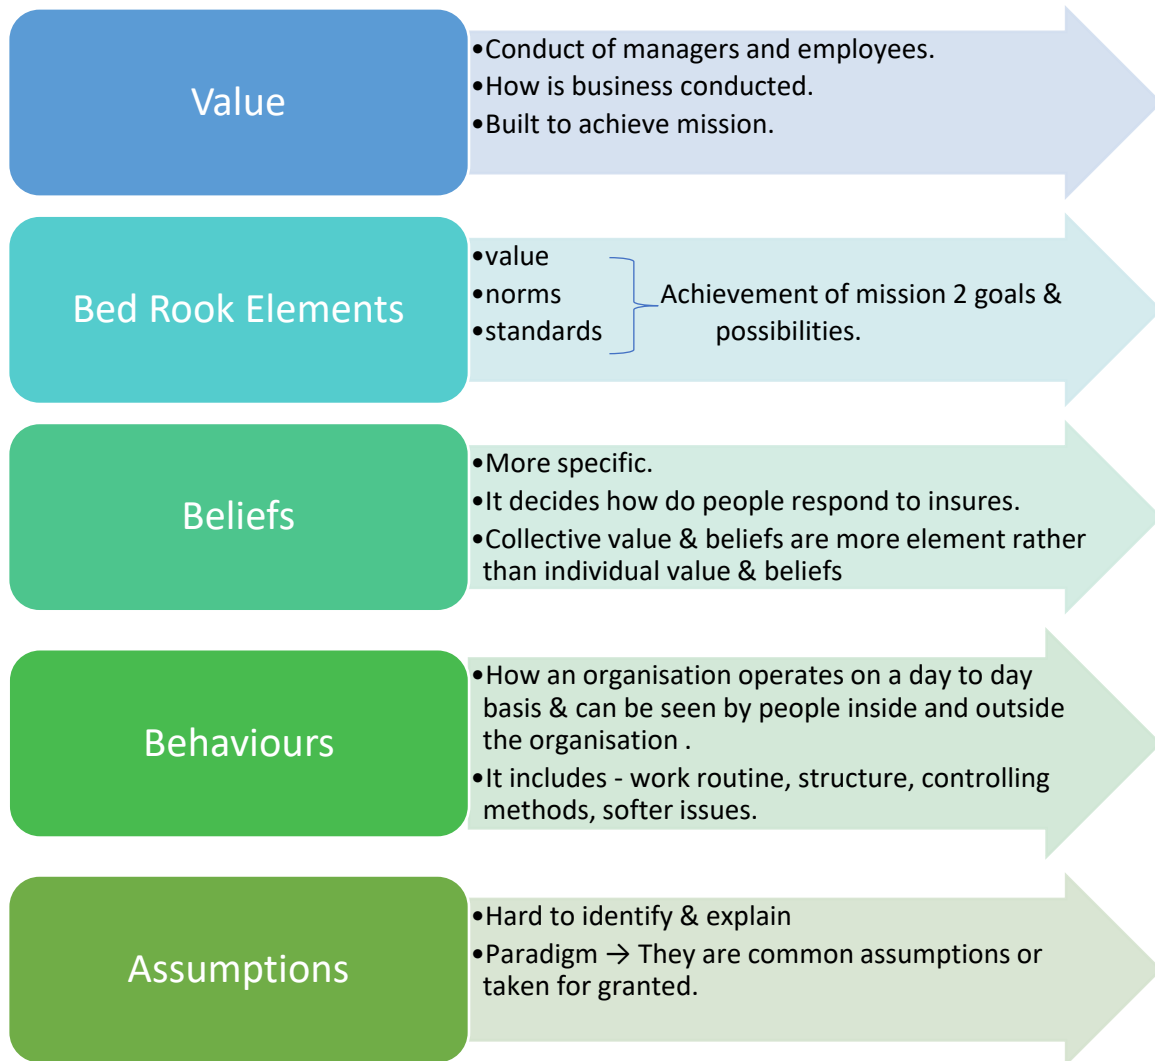 Value
•Conduct of managers and employees.
•How is business conducted.
•Built to achieve mission.
Bed Rook Elements
•value
•norms
•standards
Achievement of mission 2 goals &
possibilities.
Beliefs
•More specific.
•It decides how do people respond to insures.
•Collective value & beliefs are more element rather
than individual value & beliefs
Behaviours
•How an organisation operates on a day to day
basis & can be seen by people inside and outside
the organisation .
•It includes - work routine, structure, controlling
methods, softer issues.
Assumptions
•Hard to identify & explain
•Paradigm → They are common assumptions or
taken for granted.